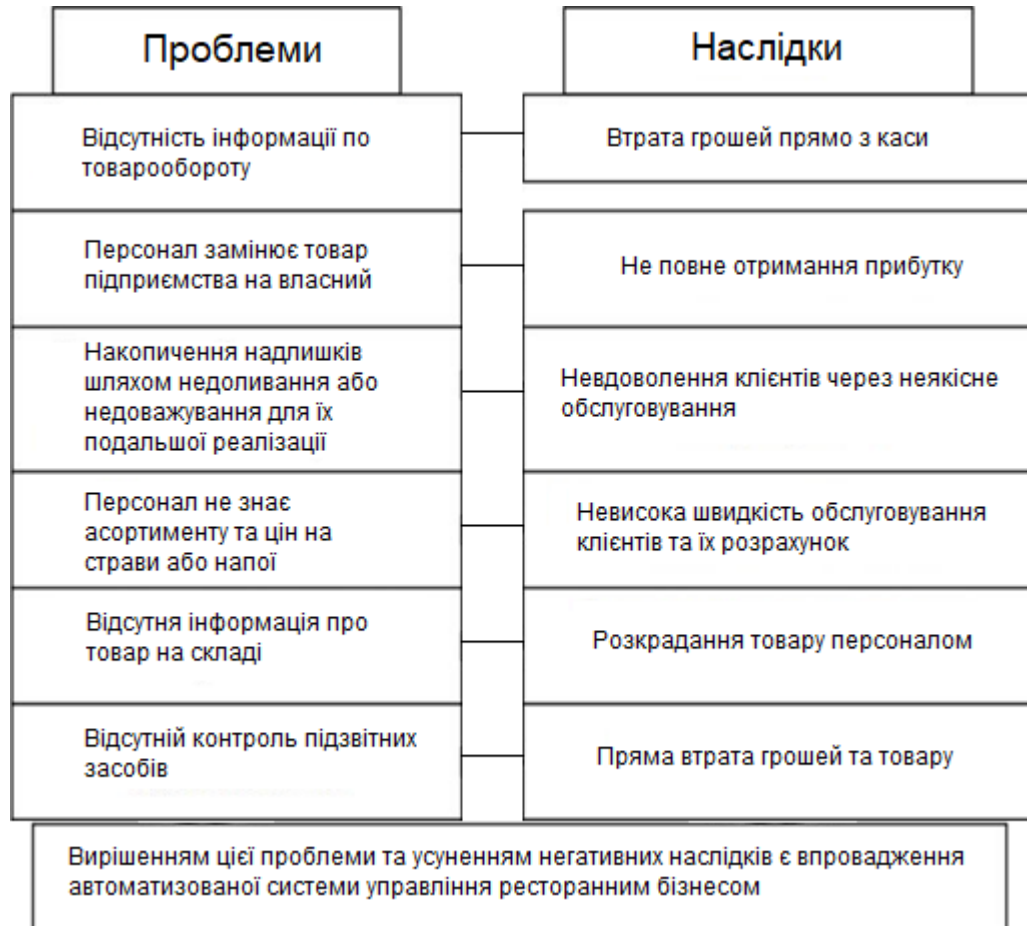 Проблеми
Наслідки
Відсутність інформації по
товарообороту
Втрата грошей прямо з каси
Персонал замінює товар
підприємства на власний
Не повне отримання прибутку
Накопичення надлишків
шляхом недоливання або
недоважування для їх
подальшої реалізації
Невдоволення клієнтів через неякісне
обслуговування
Персонал не знає
асортименту та цін на
страви або напої
Невисока швидкість обслуговування
клієнтів та їх розрахунок
Відсутня інформація про
товар на складі
Розкрадання товару персоналом
Відсутній контроль підзвітних
засобів
Пряма втрата грошей та товару
Вирішенням цієї проблеми та усуненням негативних наслідків є впровадження
автоматизованої системи управління ресторанним бізнесом